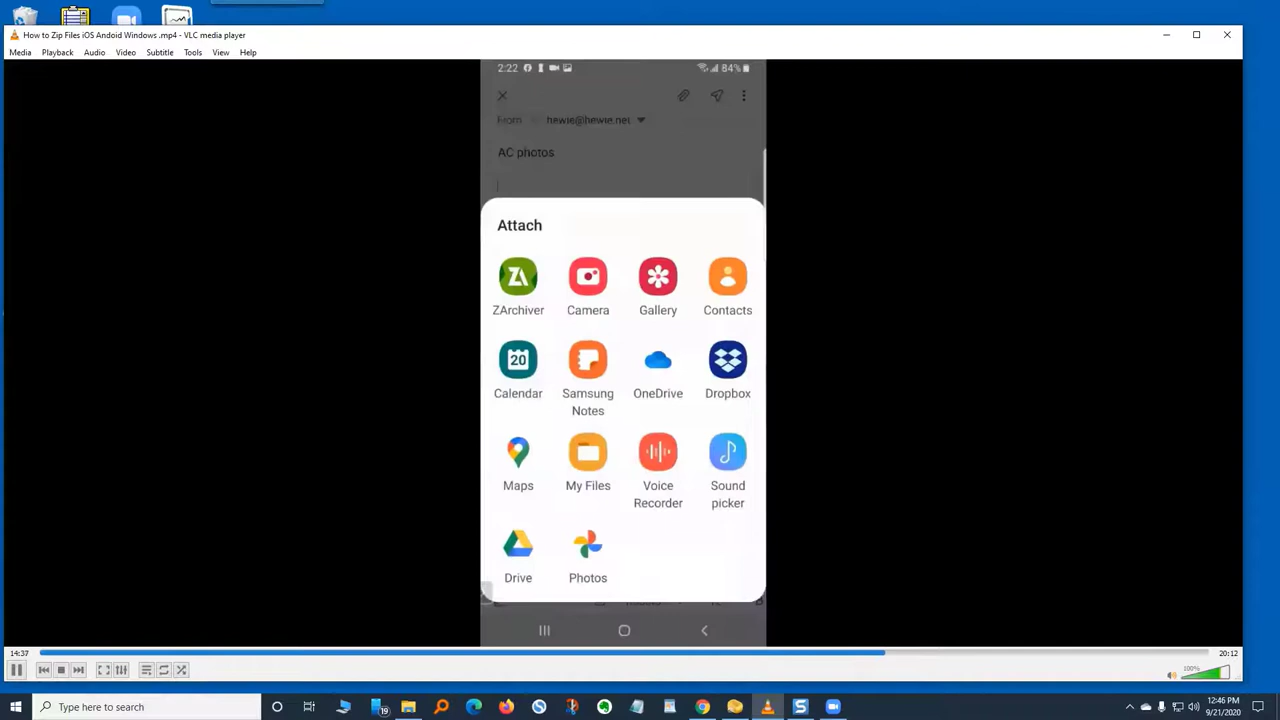 How to Zip Files iOS Andoid Windows .mp4 - VLC media player
Media Playback Audio Video Subtitle Tools View Help
2:22 84%
From hewie@hewie.net
AC photos
Attach
ZArchiver Camera Gallery Contacts
20
Calendar Samsung Notes OneDrive Dropbox
Maps My Files Voice Recorder Sound picker
Drive Photos
14:37 20:12
100%
Type here to search
19
12:46 PM
9/21/2020